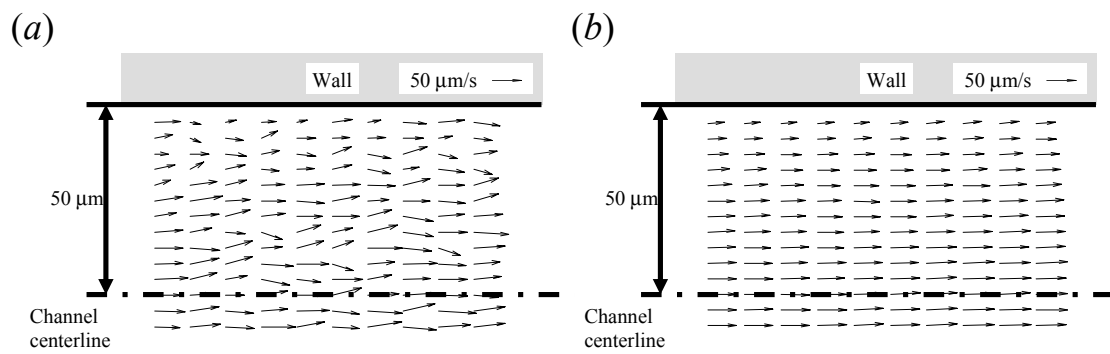 (a)
Wall 50 μm/s
50 μm
Channel
centerline
(b)
Wall 50 μm/s
50 μm
Channel
centerline